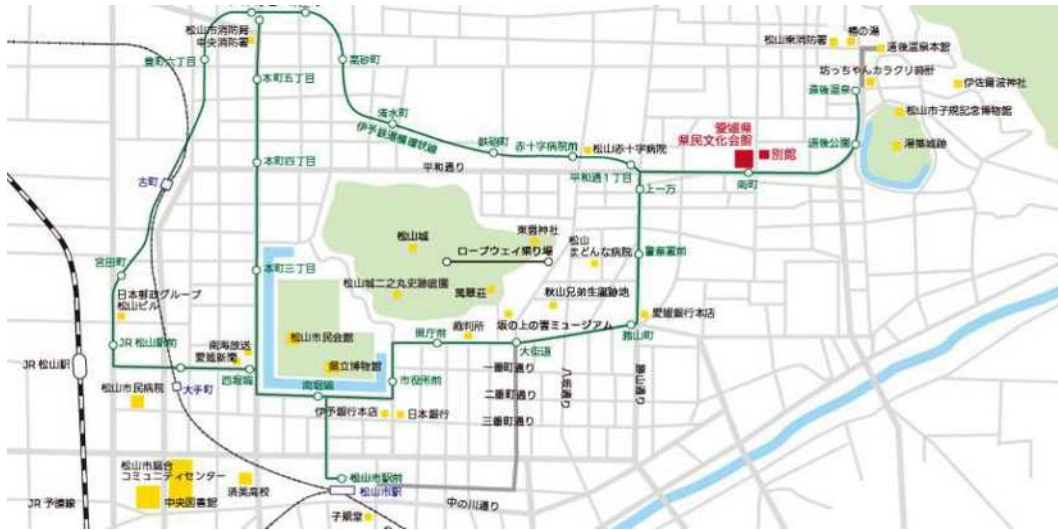 松山市消防局
中央消防署
萱町六丁目
本町五丁目
高砂町
清水町
伊予鉄道環状線
鉄砲町
赤十字病院前
松山赤十字病院
平和通り
平和通1丁目
上一万
本町四丁目
古町
宮田町
愛媛県
県民文化会館
別館
南町
松山東消防署
椿の湯
道後温泉本館
坊っちゃんカラクリ時計
伊佐爾波神社
道後温泉
松山市子規記念博物館
道後公園
湯築城跡
松山城
東雲神社
ロープウェイ乗り場
松山
まどんな病院
警察署前
本町三丁目
松山城二之丸史跡庭園
萬翠荘
秋山兄弟生誕地
日本郵政グループ
松山ビル
坂の上の雲ミュージアム
愛媛銀行本店
勝山町
県庁前
裁判所
大街道
松山市民会館
県立博物館
JR 松山駅前
南海放送
愛媛新聞
JR 松山駅
西堀端
大手町
松山市民病院
南堀端
市役所前
一番町通り
二番町通り
三番町通り
八坂通り
勝山通り
伊予銀行本店
日本銀行
松山市総合
コミュニティセンター
中央図書館
済美高校
松山市駅前
松山市駅
中の川通り
JR 予讃線
子規堂